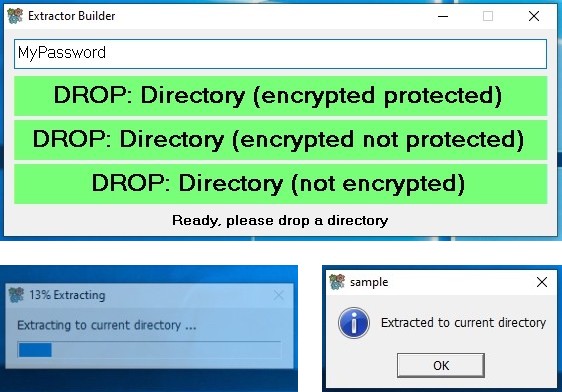 Extractor Builder
MyPassword
DROP: Directory (encrypted protected)
DROP: Directory (encrypted not protected)
DROP: Directory (not encrypted)
Ready, please drop a directory
13% Extracting
Extracting to current directory ...
sample
Extracted to current directory
OK